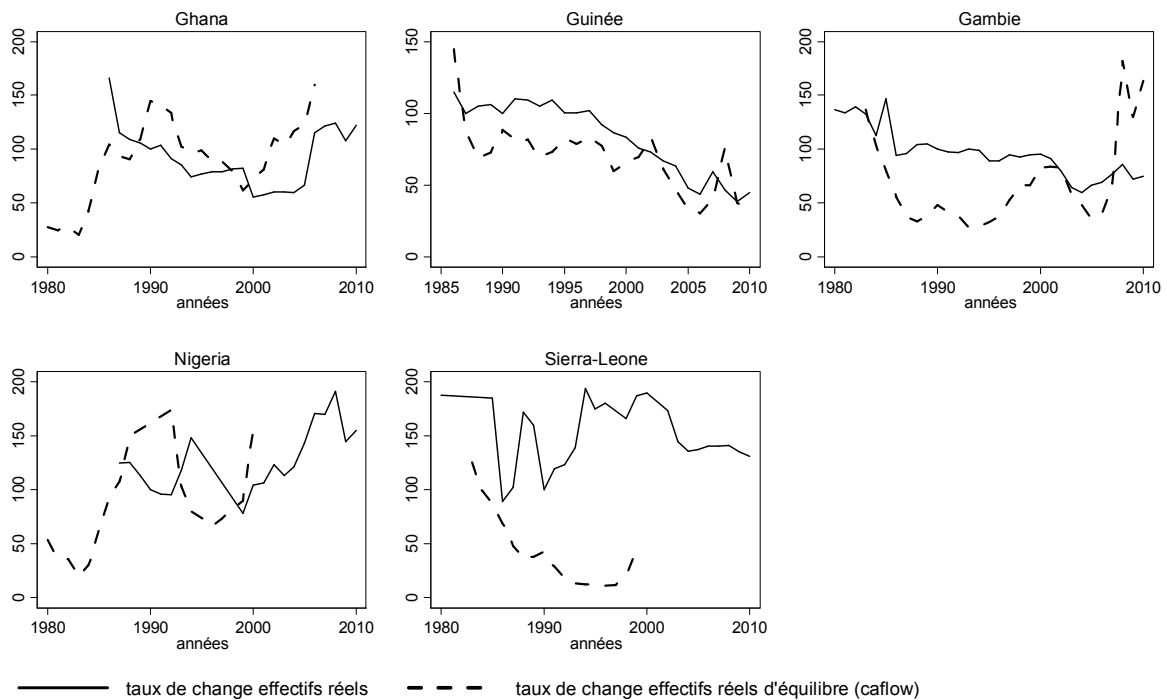 Ghana
200
150
100
50
0
1980 1990 2000 2010
années
Guinée
150
100
50
0
1985 1990 1995 2000 2005 2010
années
Gambie
200
150
100
50
0
1980 1990 2000 2010
années
Nigeria
200
150
100
50
0
1980 1990 2000 2010
années
Sierra-Leone
200
150
100
50
0
1980 1990 2000 2010
années
taux de change effectifs réels
taux de change effectifs réels d'équilibre (caflow)